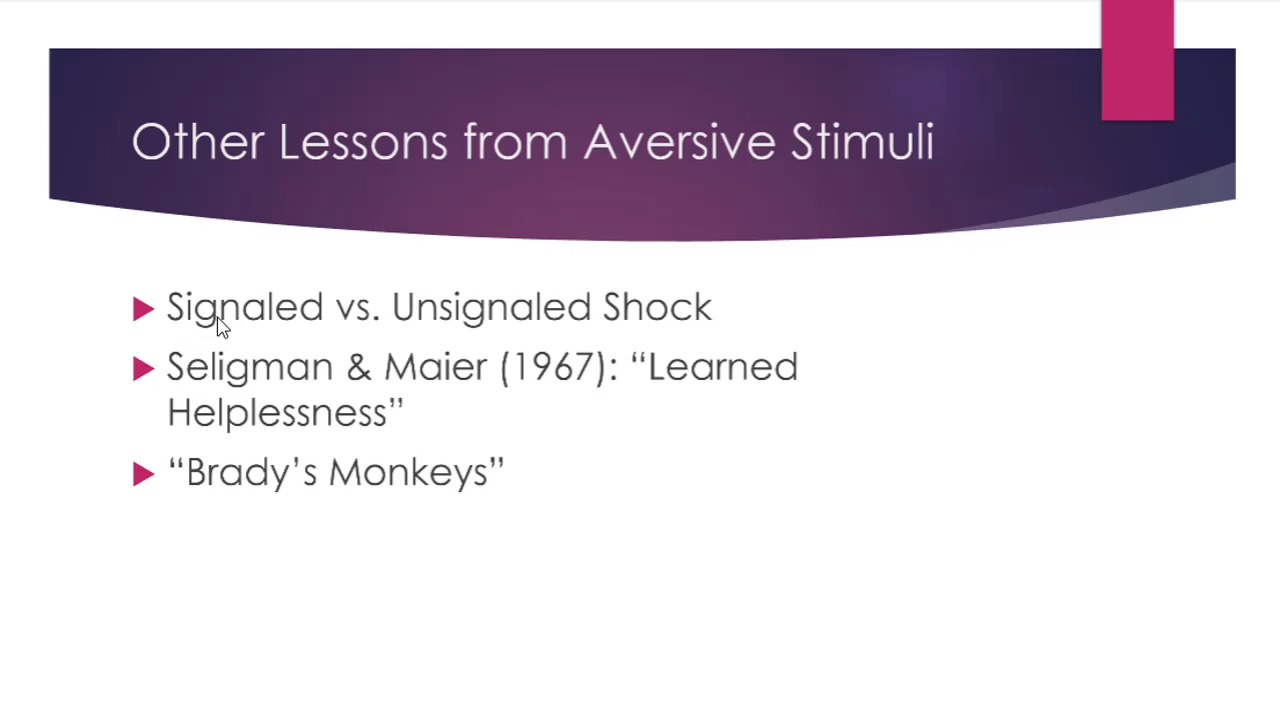 Other Lessons from Aversive Stimuli
Signaled vs. Unsignaled Shock
Seligman & Maier (1967): “Learned
Helplessness”
“Brady’s Monkeys”